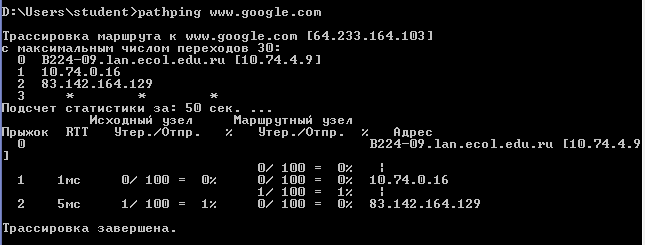 D:\Users\student>pathping www.google.com
Трассировка маршрута к www.google.com [64.233.164.103]
с максимальным числом переходов 30:
0 B224-09.lan.ecol.edu.ru [10.74.4.9]
1 10.74.0.16
2 83.142.164.129
3 * * *
Подсчет статистики за: 50 сек. ...
Исходный узел Маршрутный узел
Прыжок RTT Утер./Отпр. % Утер./Отпр. % Адрес
0 B224-09.lan.ecol.edu.ru [10.74.4.9
]
0/ 100 = 0% ¦
1 1мс 0/ 100 = 0% 0/ 100 = 0% 10.74.0.16
1/ 100 = 1% ¦
2 5мс 1/ 100 = 1% 0/ 100 = 0% 83.142.164.129
Трассировка завершена.